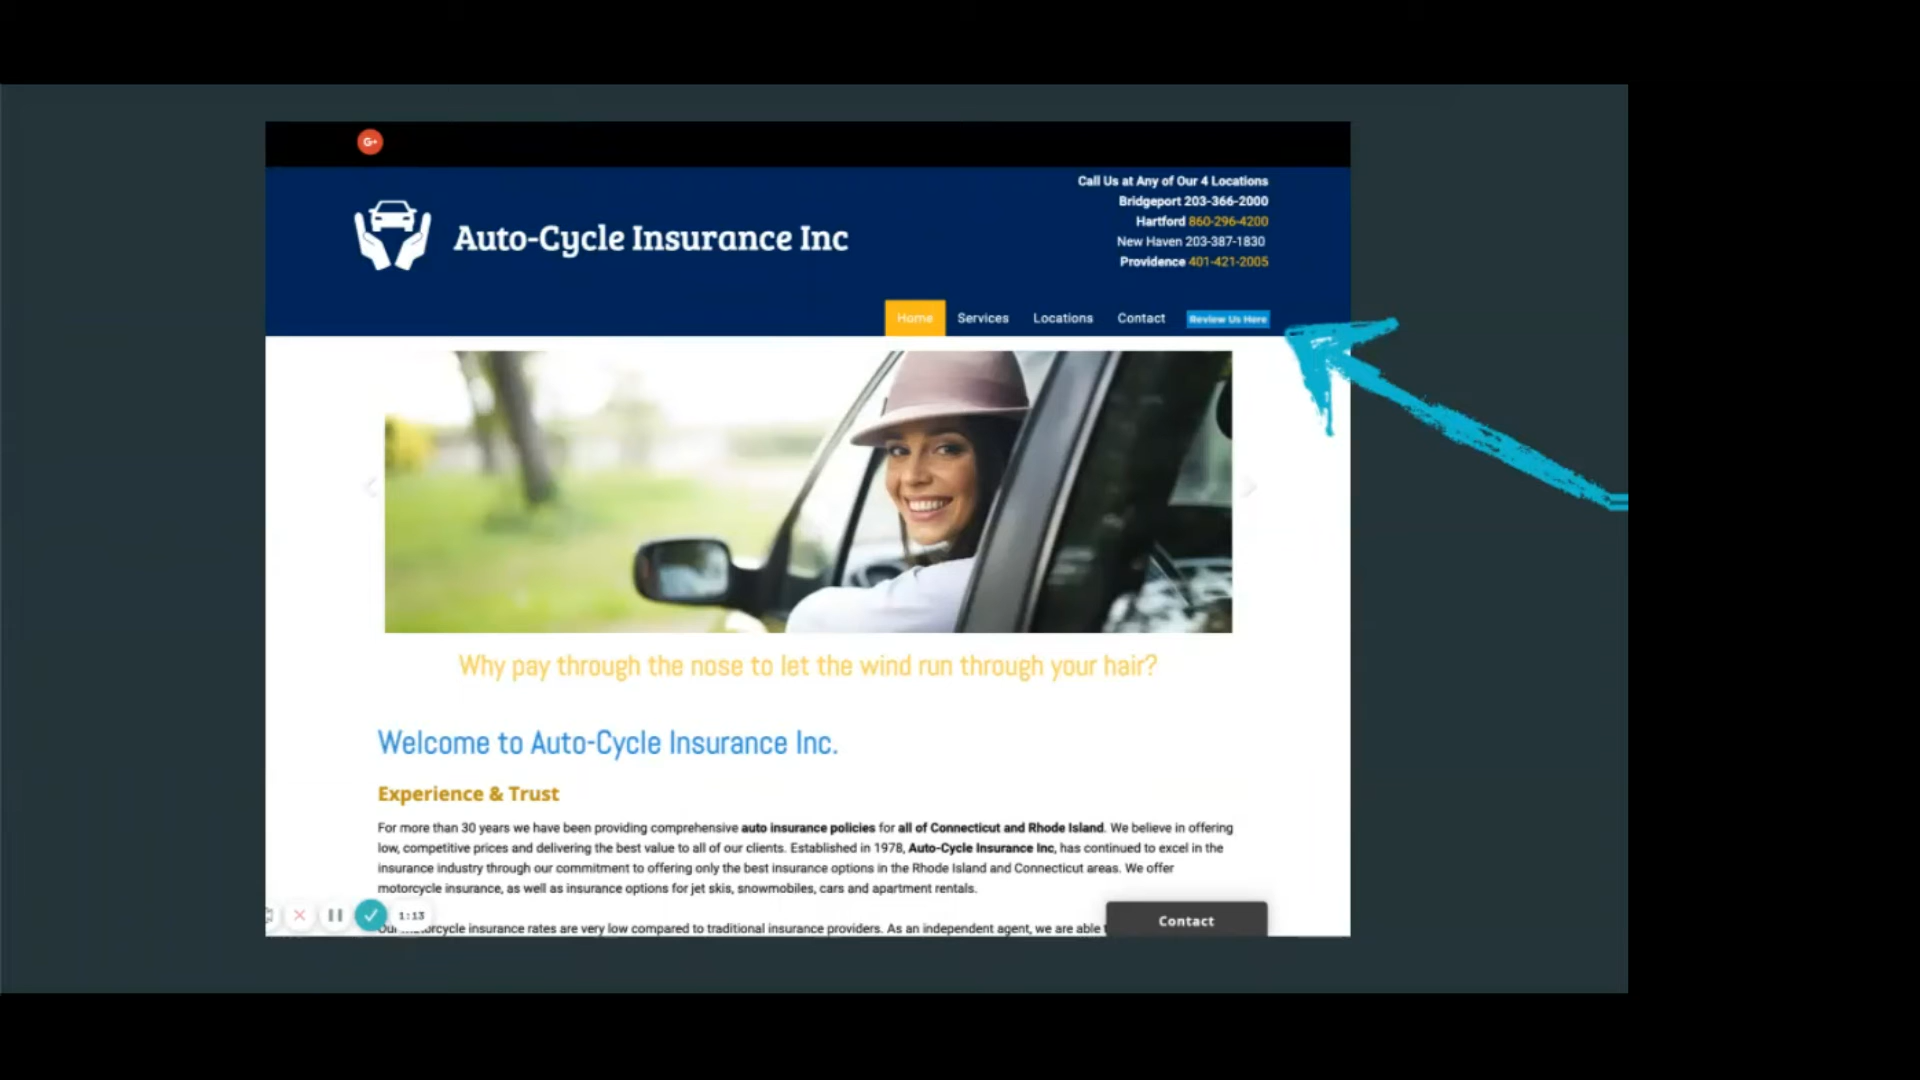 G+
Call Us at Any of Our 4 Locations
Bridgeport 203-366-2000
Hartford 860-296-4200
New Haven 203-387-1830
Providence 401-421-2005
Auto-Cycle Insurance Inc
Home Services Locations Contact Review Us Here
Why pay through the nose to let the wind run through your hair?
Welcome to Auto-Cycle Insurance Inc.
Experience & Trust
For more than 30 years we have been providing comprehensive auto insurance policies for all of Connecticut and Rhode Island. We believe in offering
low, competitive prices and delivering the best value to all of our clients. Established in 1978, Auto-Cycle Insurance Inc, has continued to excel in the
insurance industry through our commitment to offering only the best insurance options in the Rhode Island and Connecticut areas. We offer
motorcycle insurance, as well as insurance options for jet skis, snowmobiles, cars and apartment rentals.
1:13
insurance rates are very low compared to traditional insurance providers. As an independent agent, we are able
Contact